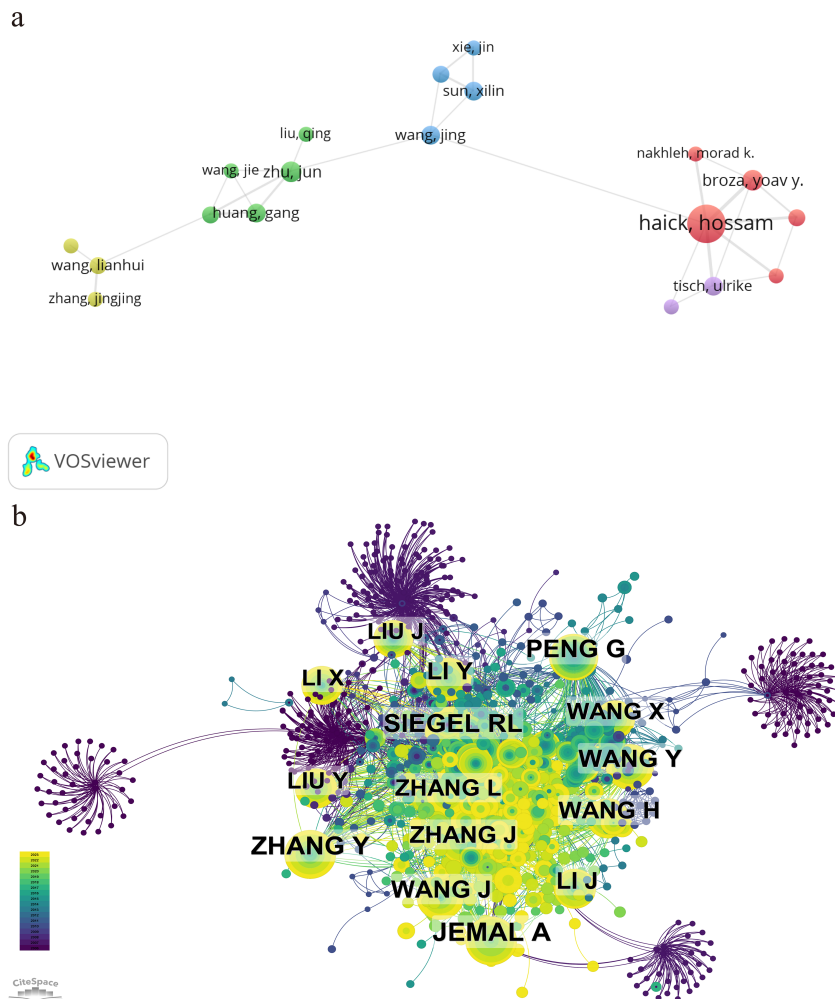 a
xie, jin
sun, xilin
wang, jing
liu, qing
wang, jie
zhu, jun
huang, gang
wang, lianhui
zhang, jingjing
nakhleh, morad k.
broza, yoav y.
haick, hossam
tisch, ulrike
VOSviewer
b
LIU J
PENG G
LI Y
LI X
WANG X
SIEGEL RL
WANG Y
LIU Y
ZHANG L
WANG H
ZHANG J
ZHANG Y
LI J
WANG J
JEMAL A
CiteSpace